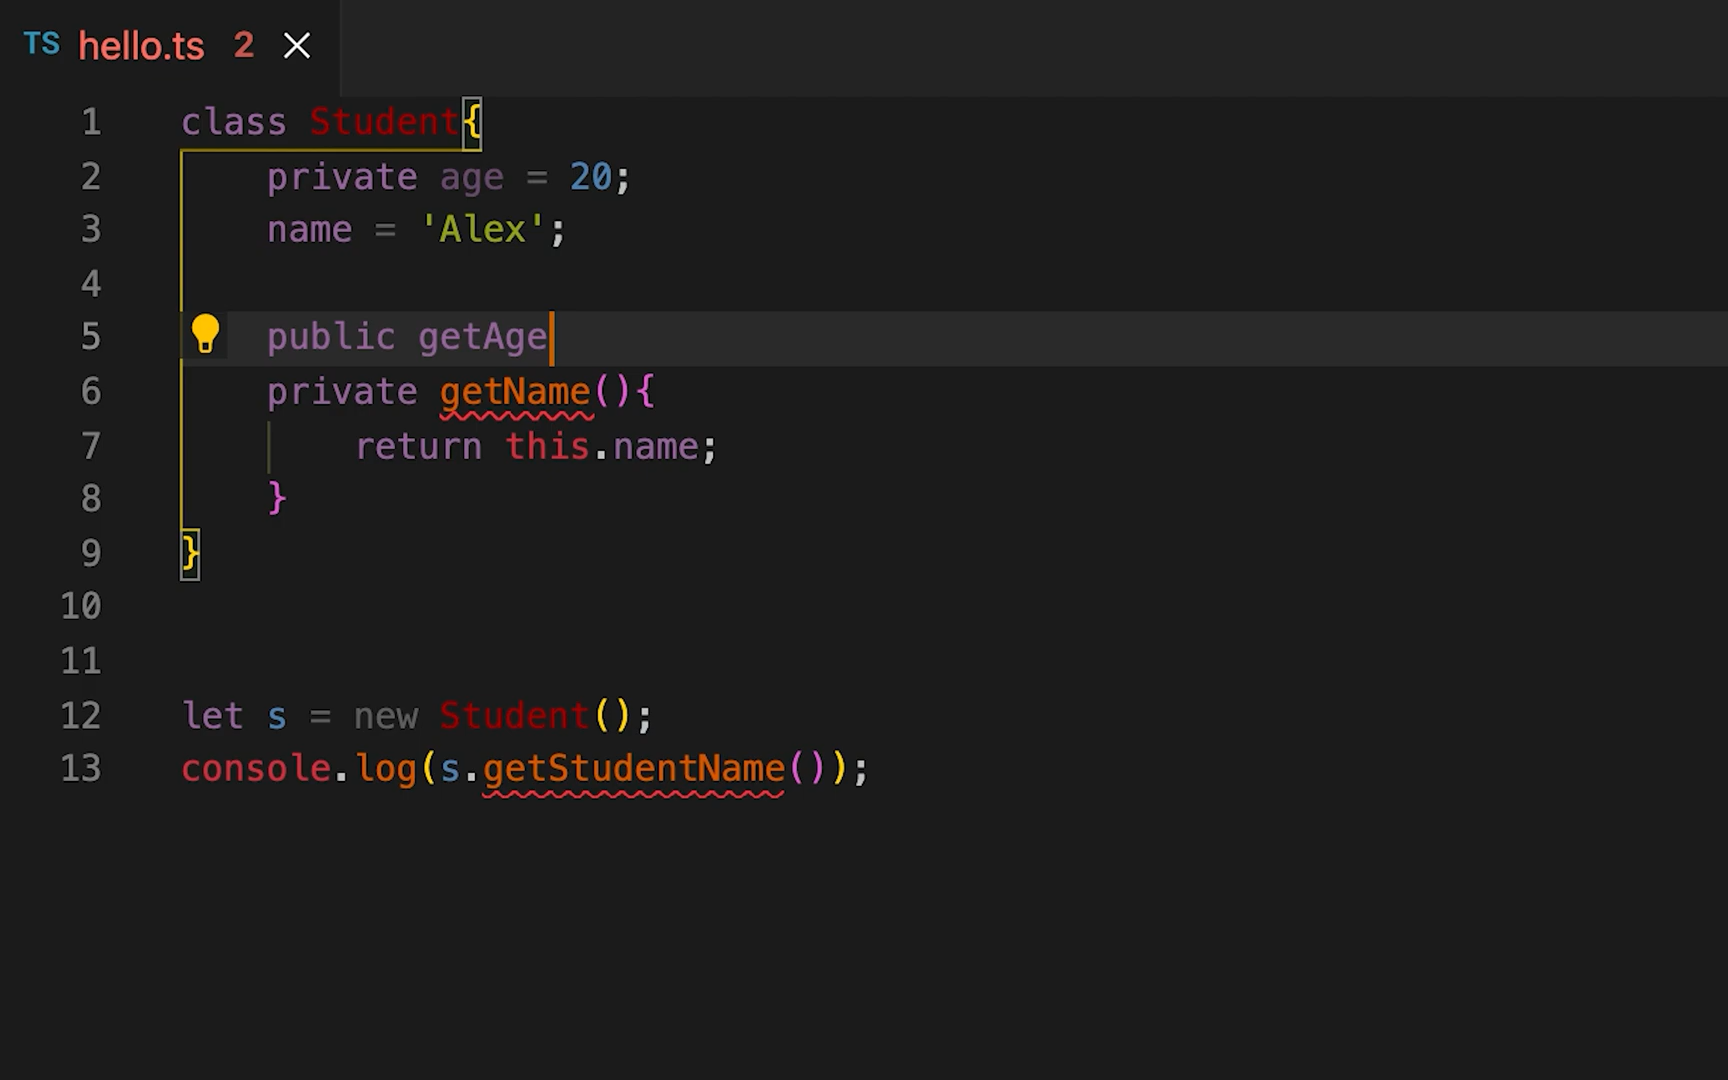 TS hello.ts 2
1 class Student{
2 private age = 20;
3 name = 'Alex';
4
5 public getAge
6 private getName(){
7 return this.name;
8 }
9 }
10
11
12 let s = new Student();
13 console.log(s.getStudentName());